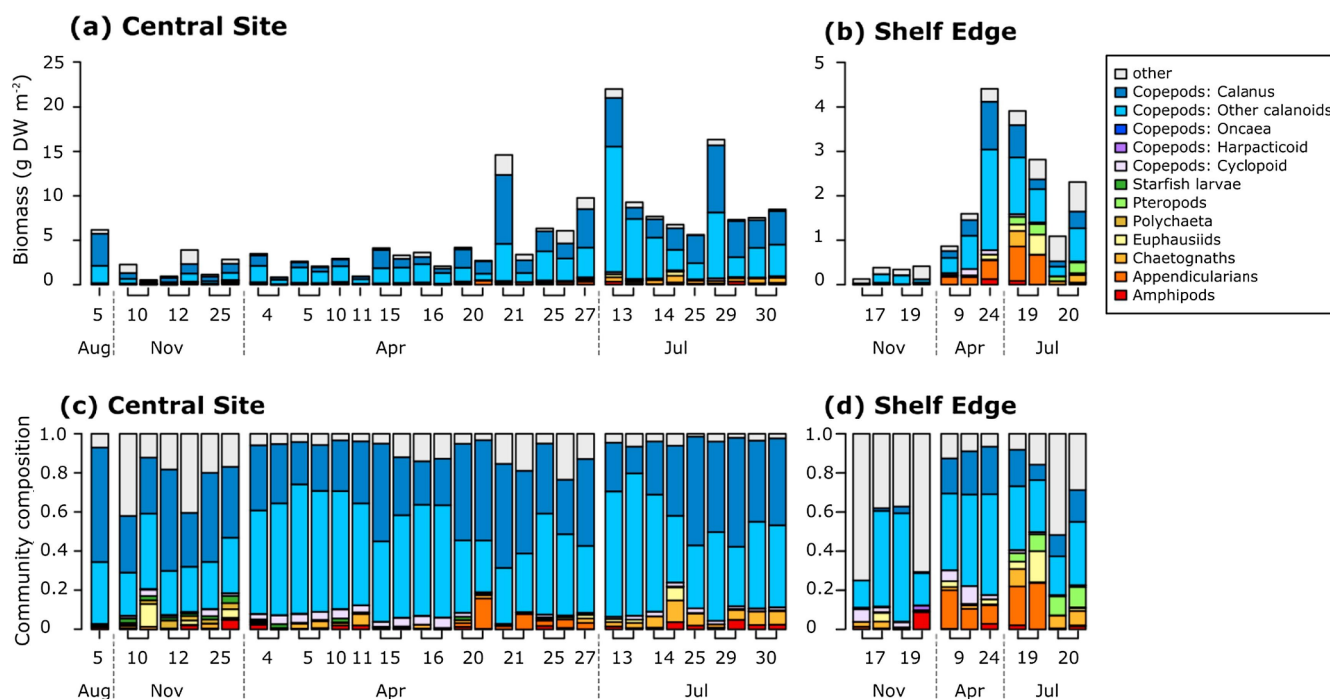 (a) Central Site
(b) Shelf Edge
Biomass (g DW m⁻²)
25
20
15
10
5
0
5
4
3
2
1
0
other
Copepods: Calanus
Copepods: Other calanoids
Copepods: Oncaea
Copepods: Harpacticoid
Copepods: Cyclopoid
Starfish larvae
Pteropods
Polychaeta
Euphausiids
Chaetognaths
Appendicularians
Amphipods
5 10 12 25 4 5 10 11 15 16 20 21 25 27 13 14 25 29 30
Aug Nov Apr Jul
17 19 9 24 19 20
Nov Apr Jul
(c) Central Site
(d) Shelf Edge
Community composition
1.0
0.8
0.6
0.4
0.2
0
1.0
0.8
0.6
0.4
0.2
0
5 10 12 25 4 5 10 11 15 16 20 21 25 27 13 14 25 29 30
Aug Nov Apr Jul
17 19 9 24 19 20
Nov Apr Jul